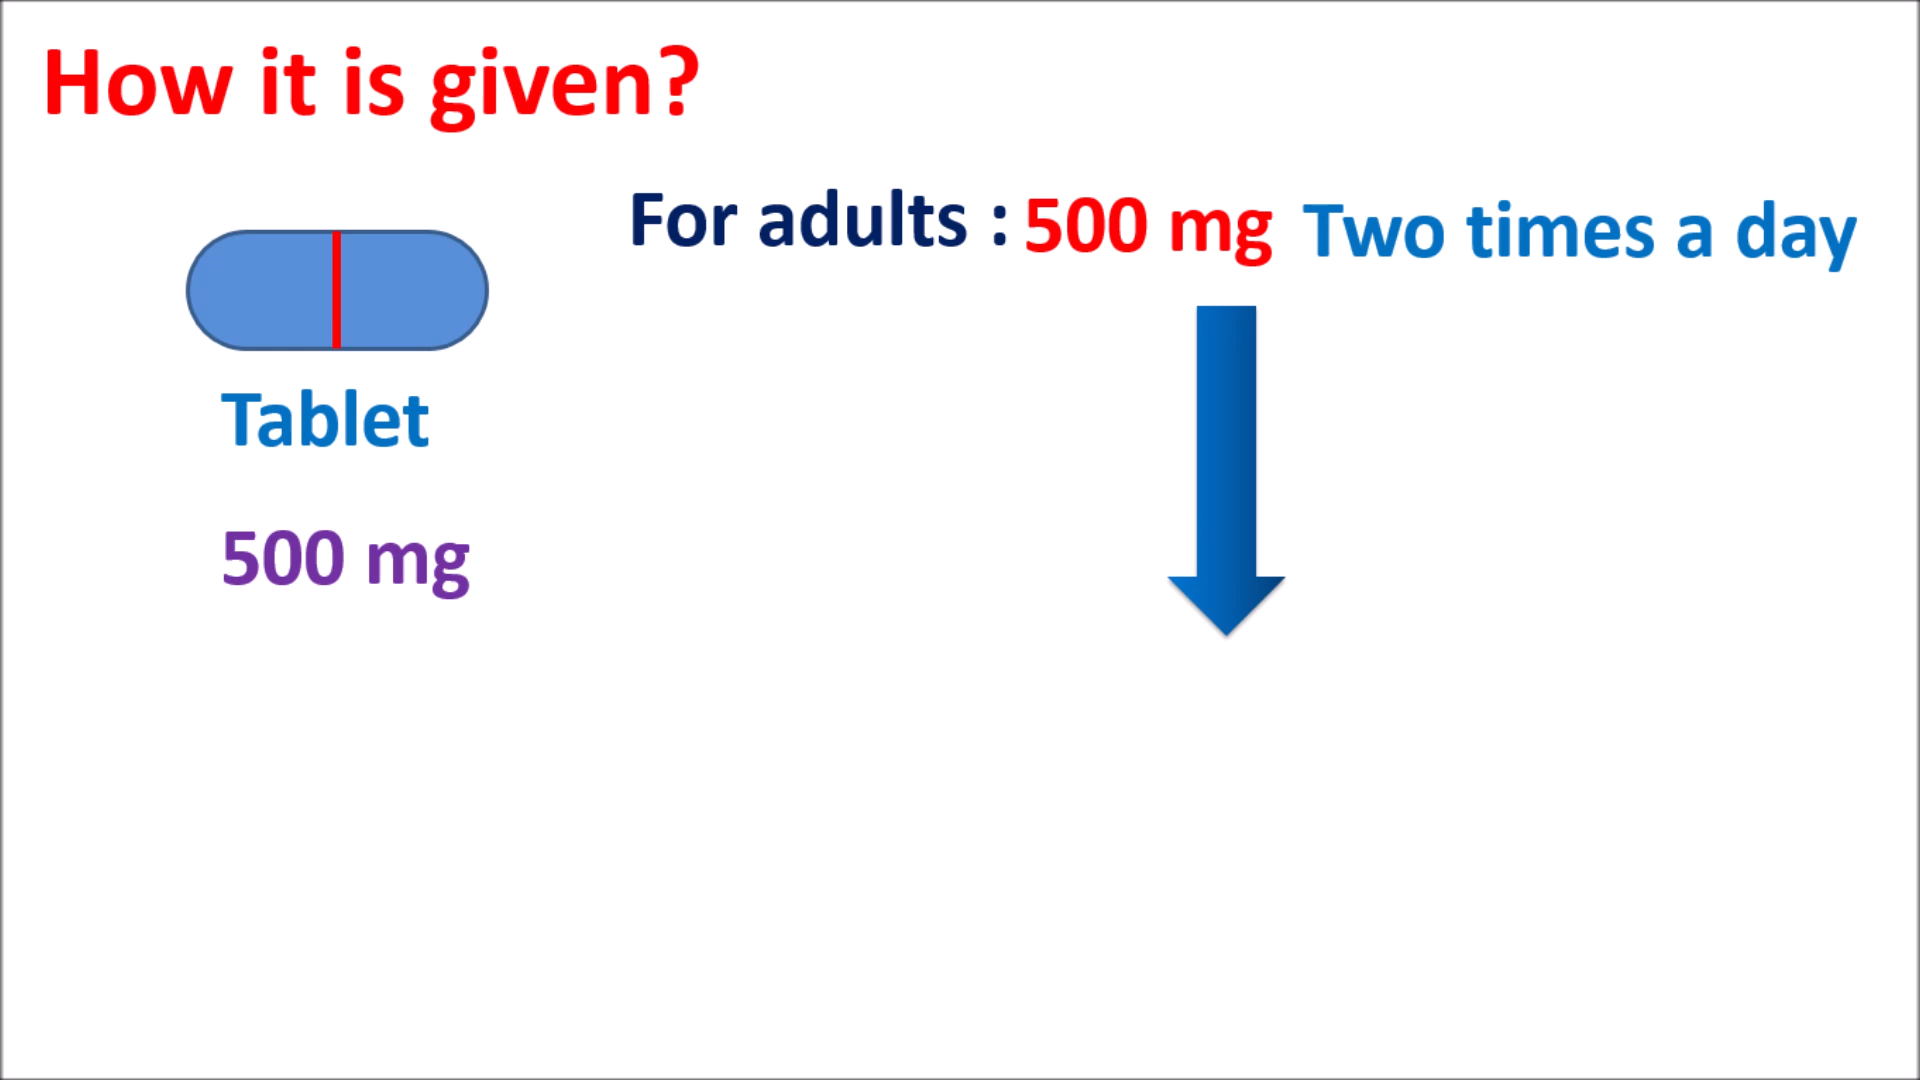 How it is given?
For adults : 500 mg Two times a day
Tablet
500 mg